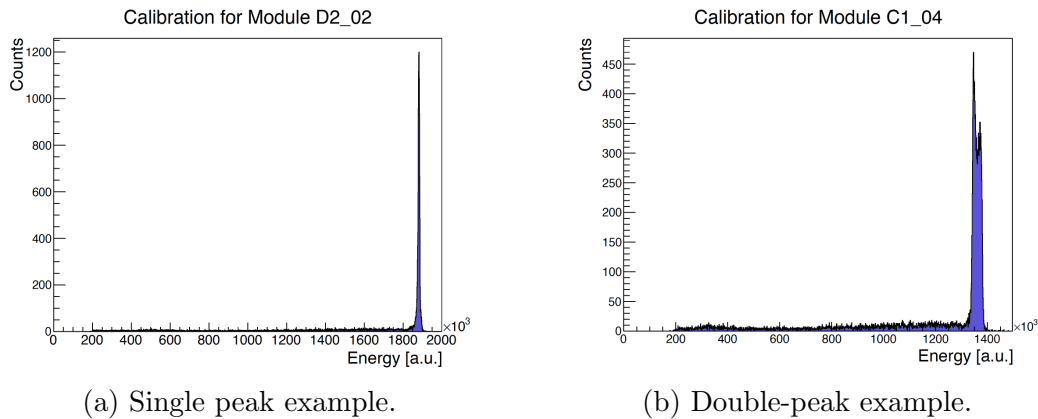 Calibration for Module D2_02
Counts
1200
1000
800
600
400
200
0
0 200 400 600 800 1000 1200 1400 1600 1800 2000
×10³
Energy [a.u.]
(a) Single peak example.
Calibration for Module C1_04
Counts
450
400
350
300
250
200
150
100
50
0
0 200 400 600 800 1000 1200 1400
×10³
Energy [a.u.]
(b) Double-peak example.